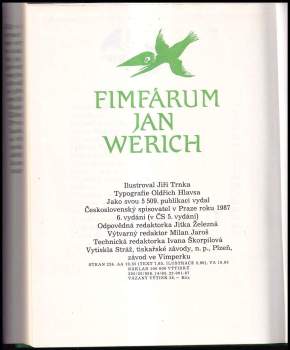 FIMFÁRUM
JAN
WERICH
Ilustroval Jiří Trnka
Typografie Oldřich Hlavsa
Jako svou 5 509. publikaci vydal
Československý spisovatel v Praze roku 1987
6. vydání (v ČS 5. vydání)
Odpovědná redaktorka Jitka Železná
Výtvarný redaktor Milan Jaroš
Technická redaktorka Ivana Škorpilová
Vytiskla Stráž, tiskařské závody, n. p., Plzeň,
závod ve Vimperku